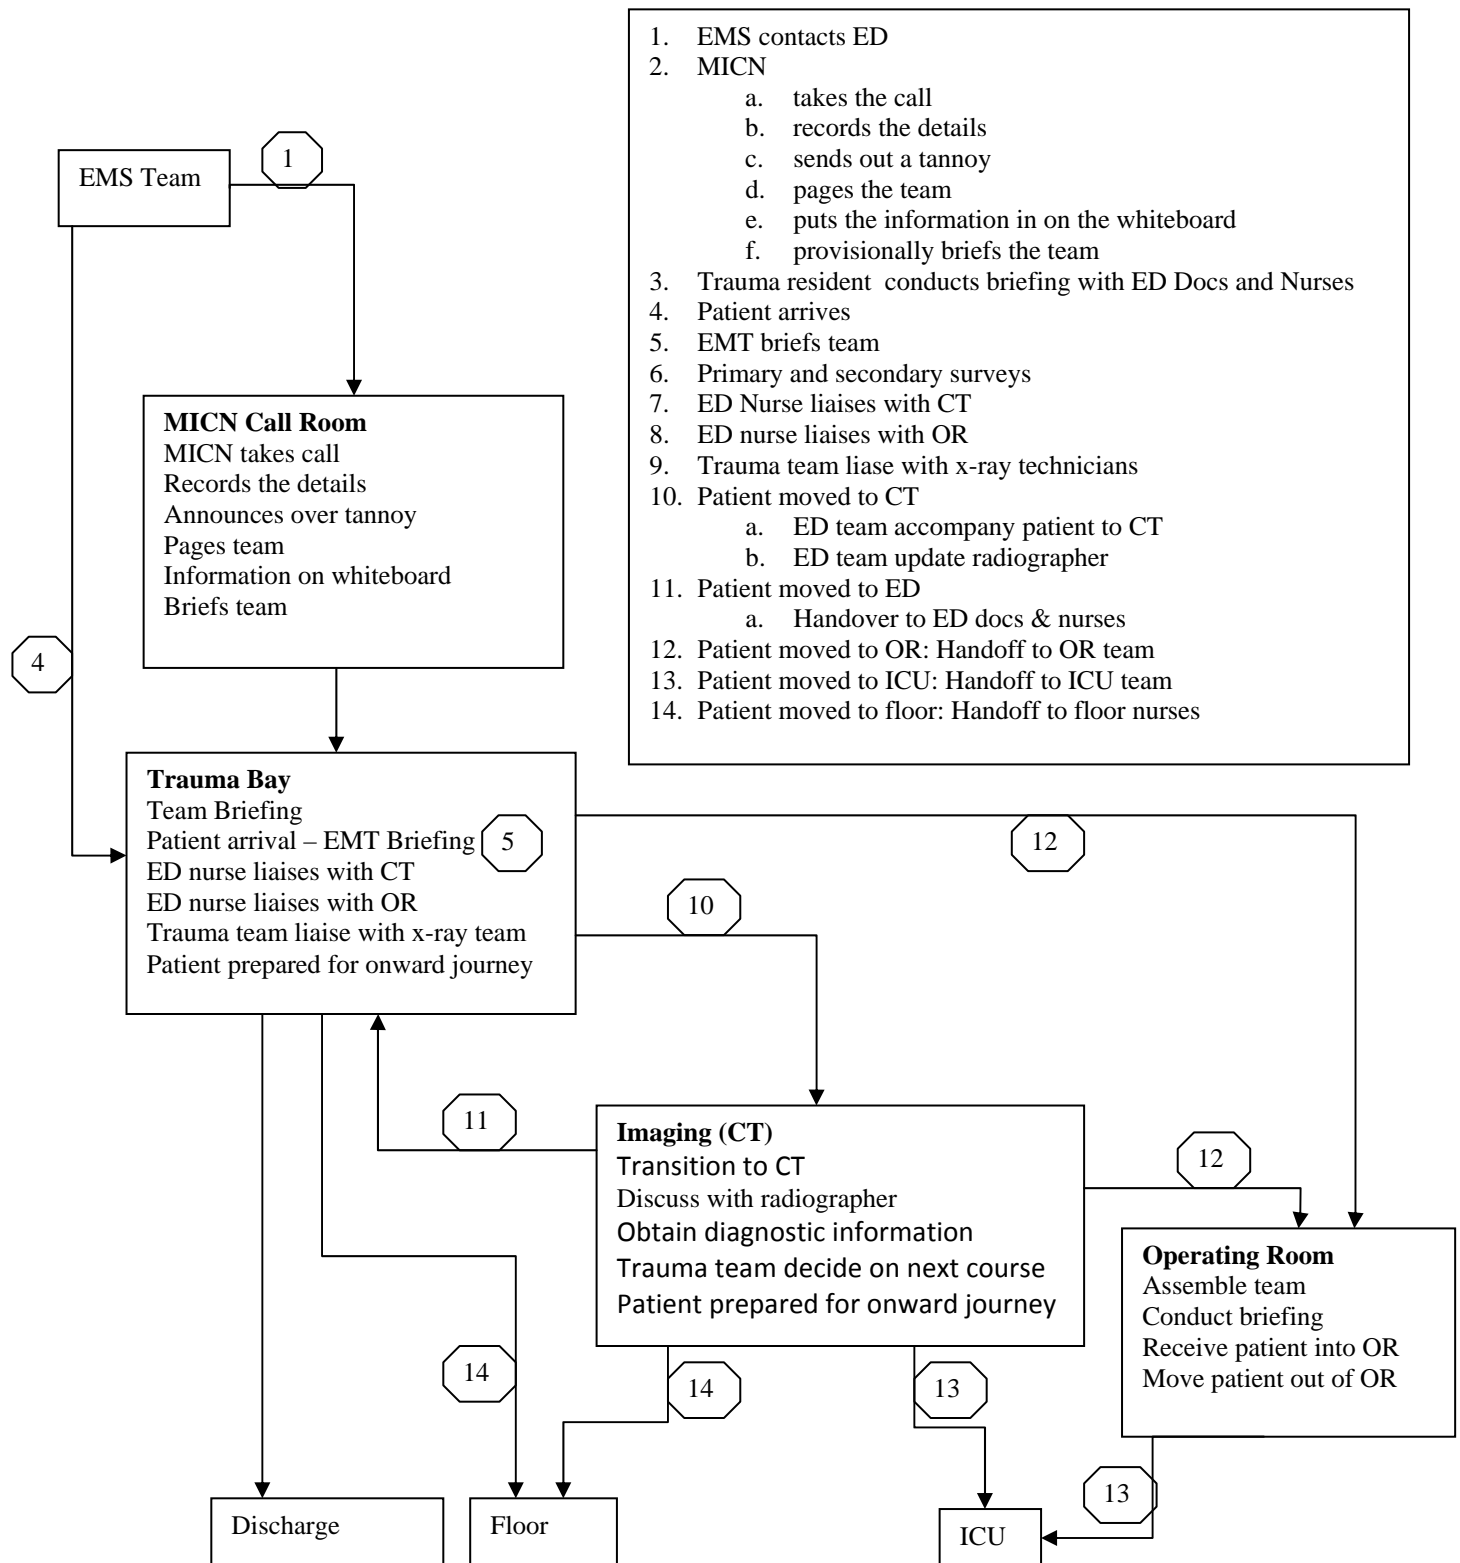 1. EMS contacts ED
2. MICN
a. takes the call
b. records the details
c. sends out a tannoy
d. pages the team
e. puts the information in on the whiteboard
f. provisionally briefs the team
3. Trauma resident conducts briefing with ED Docs and Nurses
4. Patient arrives
5. EMT briefs team
6. Primary and secondary surveys
7. ED Nurse liaises with CT
8. ED nurse liaises with OR
9. Trauma team liase with x-ray technicians
10. Patient moved to CT
a. ED team accompany patient to CT
b. ED team update radiographer
11. Patient moved to ED
a. Handover to ED docs & nurses
12. Patient moved to OR: Handoff to OR team
13. Patient moved to ICU: Handoff to ICU team
14. Patient moved to floor: Handoff to floor nurses
EMS Team
1
MICN Call Room
MICN takes call
Records the details
Announces over tannoy
Pages team
Information on whiteboard
Briefs team
4
Trauma Bay
Team Briefing
Patient arrival – EMT Briefing
5
ED nurse liaises with CT
ED nurse liaises with OR
Trauma team liaise with x-ray team
Patient prepared for onward journey
12
10
11
Imaging (CT)
Transition to CT
Discuss with radiographer
Obtain diagnostic information
Trauma team decide on next course
Patient prepared for onward journey
12
Operating Room
Assemble team
Conduct briefing
Receive patient into OR
Move patient out of OR
14
14
13
13
Discharge
Floor
ICU